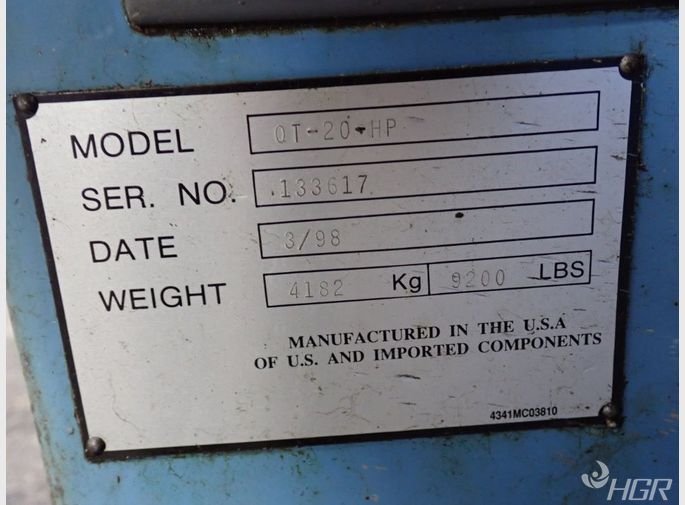 MODEL QT-20-HP
SER. NO. 133617
DATE 3/98
WEIGHT 4182 Kg 9200 LBS
MANUFACTURED IN THE U.S.A
OF U.S. AND IMPORTED COMPONENTS
4341MC03810
HGR